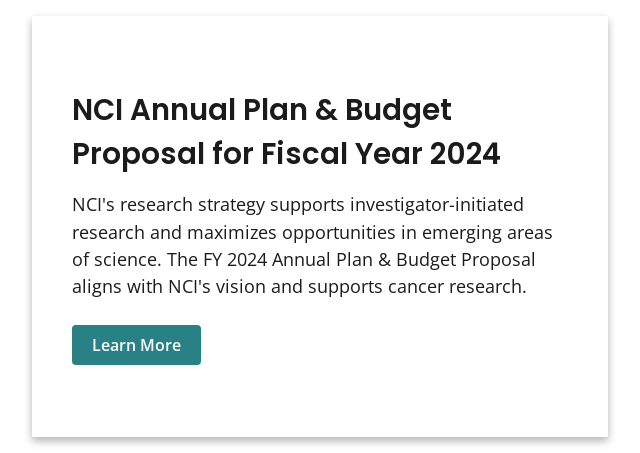 NCI Annual Plan & Budget
Proposal for Fiscal Year 2024
NCI's research strategy supports investigator-initiated
research and maximizes opportunities in emerging areas
of science. The FY 2024 Annual Plan & Budget Proposal
aligns with NCI's vision and supports cancer research.
Learn More